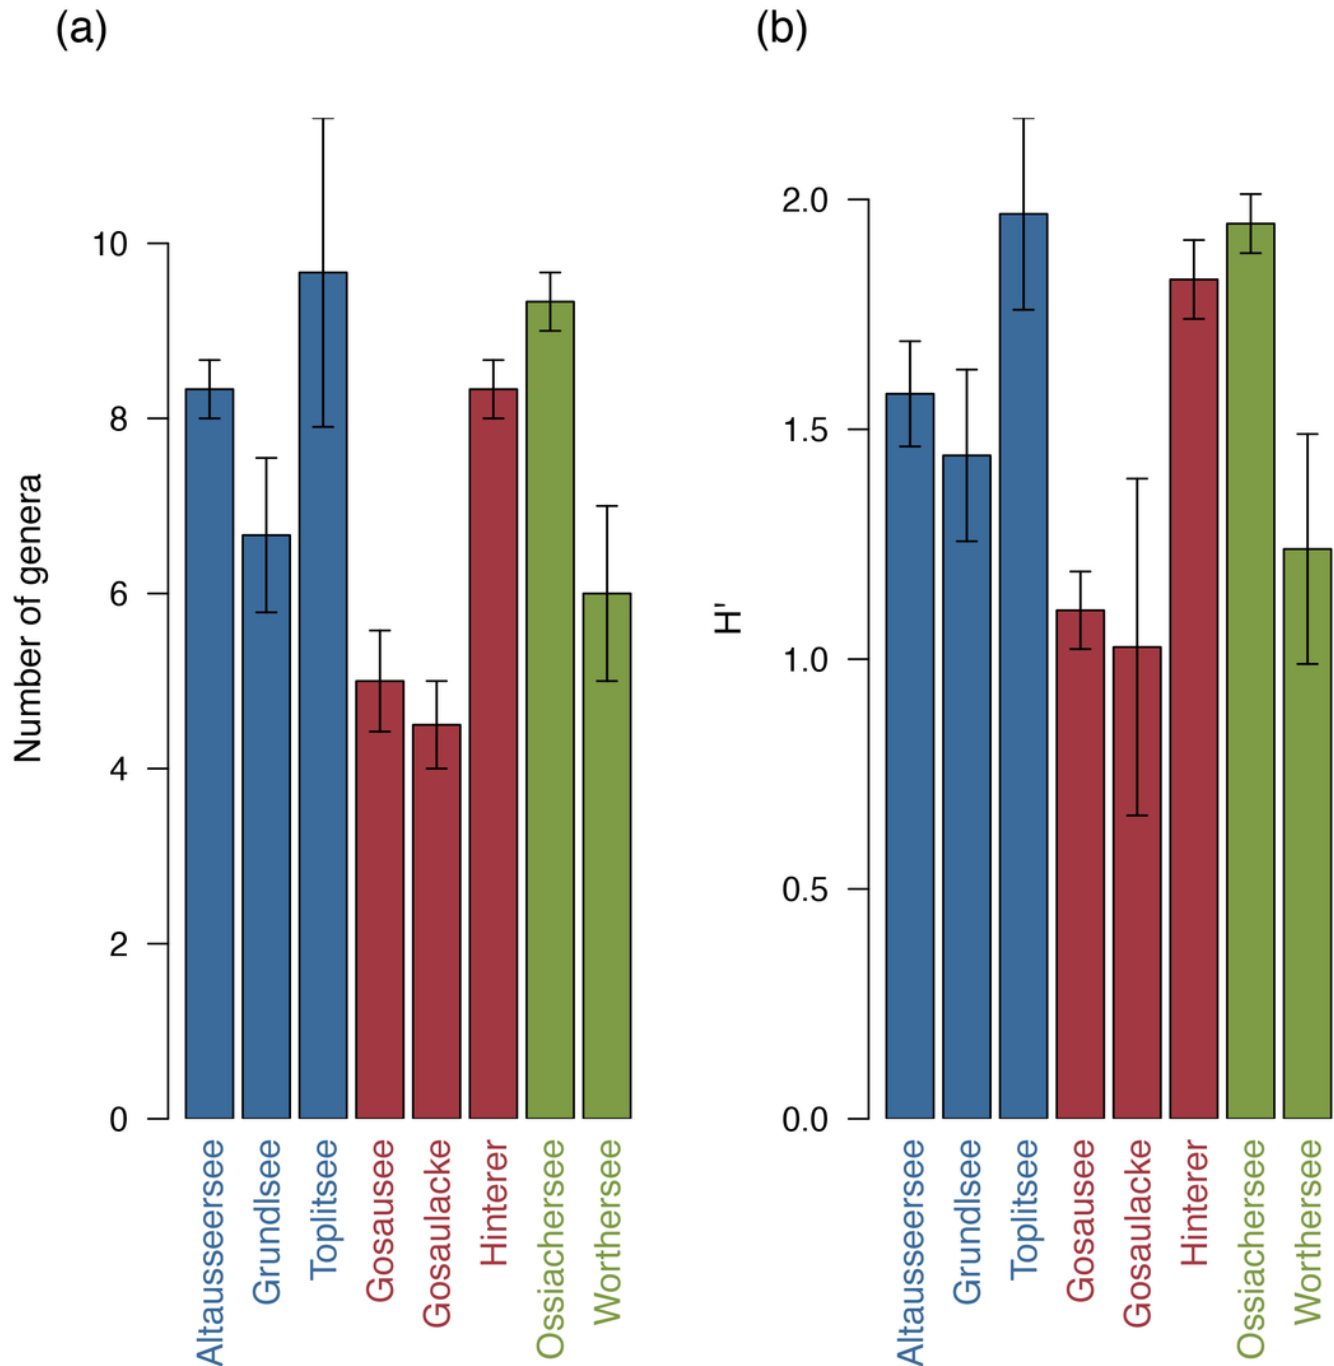 (a)
Number of genera
10
8
6
4
2
0
Altausseersee
Grundlsee
Toplitsee
Gosausee
Gosaulacke
Hinterer
Ossiachersee
Worthersee
(b)
H'
2.0
1.5
1.0
0.5
0.0
Altausseersee
Grundlsee
Toplitsee
Gosausee
Gosaulacke
Hinterer
Ossiachersee
Worthersee